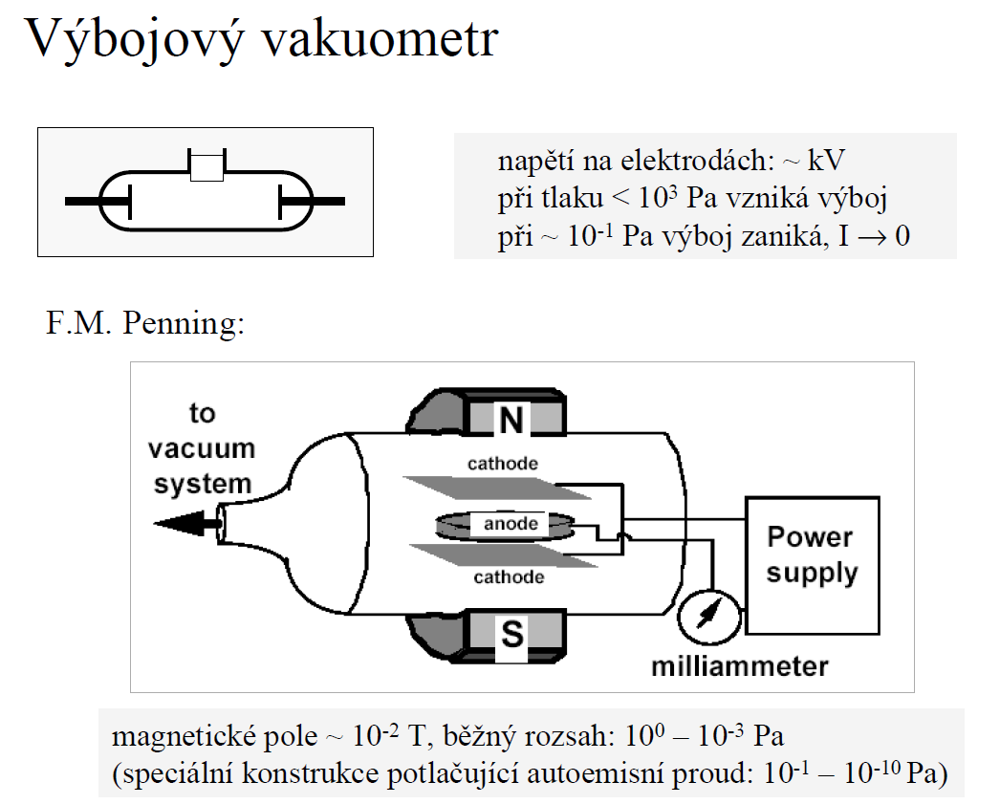 Výbojový vakuometr
napětí na elektrodách: ~ kV
při tlaku < 10³ Pa vzniká výboj
při ~ 10⁻¹ Pa výboj zaniká, I → 0
F.M. Penning:
to
vacuum
system
N
cathode
anode
cathode
S
Power
supply
milliammeter
magnetické pole ~ 10⁻² T, běžný rozsah: 10⁰ – 10⁻³ Pa
(speciální konstrukce potlačující autoemisní proud: 10⁻¹ – 10⁻¹⁰ Pa)